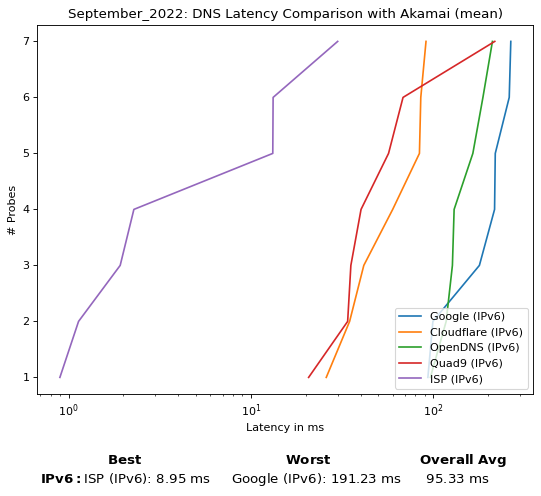 September_2022: DNS Latency Comparison with Akamai (mean)
7
6
5
4
3
2
1
# Probes
Google (IPv6)
Cloudflare (IPv6)
OpenDNS (IPv6)
Quad9 (IPv6)
ISP (IPv6)
10⁰ 10¹ 10²
Latency in ms
Best Worst Overall Avg
IPv6: ISP (IPv6): 8.95 ms Google (IPv6): 191.23 ms 95.33 ms